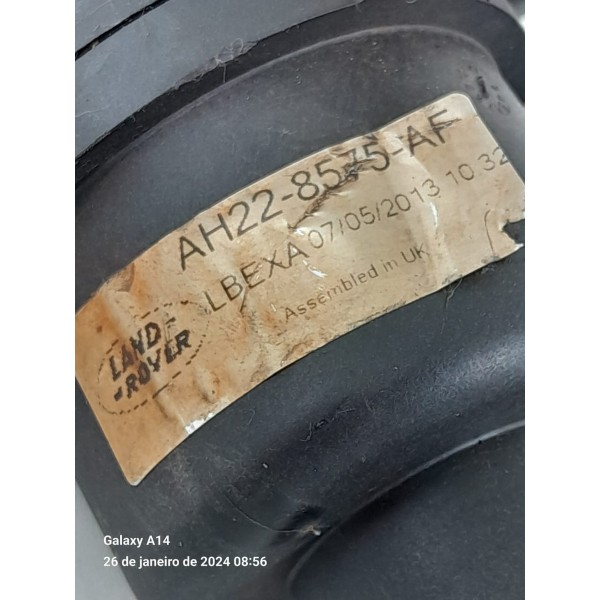 AH22-8575-AF
LBEXA 07/05/2013 10 32
Assembled in UK
LAND
ROVER
Galaxy A14
26 de janeiro de 2024 08:56